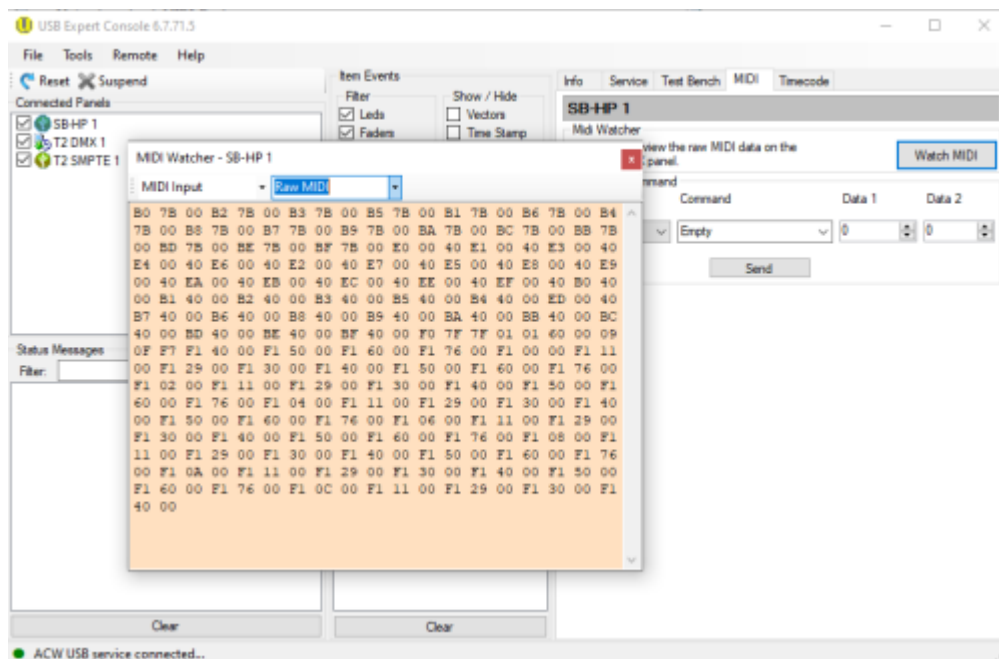 USB Expert Console 6.7.71.5
File Tools Remote Help
Reset Suspend
Connected Panels
SB-HP 1
T2 DMX 1
T2 SMPTE 1
Status Messages
Filter:
Clear
Item Events
Filter
Leds
Faders
Show / Hide
Vectors
Time Stamp
Clear
Info Service Test Bench MIDI Timecode
SB-HP 1
Midi Watcher
view the raw MIDI data on the
panel.
Watch MIDI
Command Data 1 Data 2
Empty 0 0
Send
MIDI Watcher - SB-HP 1
MIDI Input Raw MIDI
B0 7B 00 B2 7B 00 B3 7B 00 B5 7B 00 B1 7B 00 B6 7B 00 B4
7B 00 B8 7B 00 B7 7B 00 B9 7B 00 BA 7B 00 BC 7B 00 BB 7B
00 BD 7B 00 BE 7B 00 BF 7B 00 E0 00 40 E1 00 40 E3 00 40
E4 00 40 E6 00 40 E2 00 40 E7 00 40 E5 00 40 E8 00 40 E9
00 40 EA 00 40 EB 00 40 EC 00 40 EE 00 40 EF 00 40 B0 40
00 B1 40 00 B2 40 00 B3 40 00 B5 40 00 B4 40 00 ED 00 40
B7 40 00 B6 40 00 B8 40 00 B9 40 00 BA 40 00 BB 40 00 BC
40 00 BD 40 00 BE 40 00 BF 40 00 F0 7F 7F 01 01 60 00 09
0F F7 F1 40 00 F1 50 00 F1 60 00 F1 76 00 F1 00 00 F1 11
00 F1 29 00 F1 30 00 F1 40 00 F1 50 00 F1 60 00 F1 76 00
F1 02 00 F1 11 00 F1 29 00 F1 30 00 F1 40 00 F1 50 00 F1
60 00 F1 76 00 F1 04 00 F1 11 00 F1 29 00 F1 30 00 F1 40
00 F1 50 00 F1 60 00 F1 76 00 F1 06 00 F1 11 00 F1 29 00
F1 30 00 F1 40 00 F1 50 00 F1 60 00 F1 76 00 F1 08 00 F1
11 00 F1 29 00 F1 30 00 F1 40 00 F1 50 00 F1 60 00 F1 76
00 F1 0A 00 F1 11 00 F1 29 00 F1 30 00 F1 40 00 F1 50 00
F1 60 00 F1 76 00 F1 0C 00 F1 11 00 F1 29 00 F1 30 00 F1
40 00
ACW USB service connected...